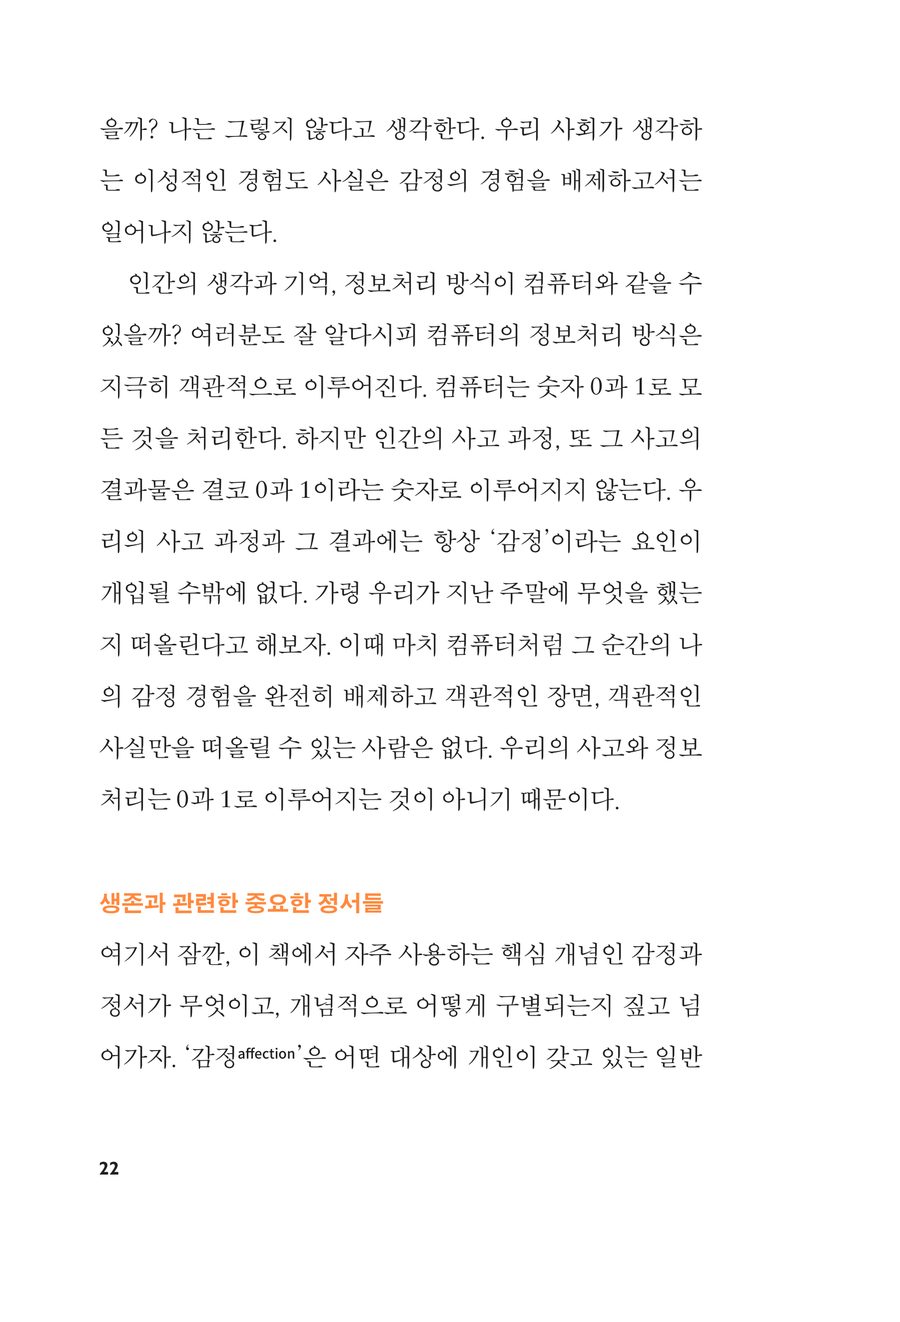 을까? 나는 그렇지 않다고 생각한다. 우리 사회가 생각하
는 이성적인 경험도 사실은 감정의 경험을 배제하고서는
일어나지 않는다.
인간의 생각과 기억, 정보처리 방식이 컴퓨터와 같을 수
있을까? 여러분도 잘 알다시피 컴퓨터의 정보처리 방식은
지극히 객관적으로 이루어진다. 컴퓨터는 숫자 0과 1로 모
든 것을 처리한다. 하지만 인간의 사고 과정, 또 그 사고의
결과물은 결코 0과 1이라는 숫자로 이루어지지 않는다. 우
리의 사고 과정과 그 결과에는 항상 ‘감정’이라는 요인이
개입될 수밖에 없다. 가령 우리가 지난 주말에 무엇을 했는
지 떠올린다고 해보자. 이때 마치 컴퓨터처럼 그 순간의 나
의 감정 경험을 완전히 배제하고 객관적인 장면, 객관적인
사실만을 떠올릴 수 있는 사람은 없다. 우리의 사고와 정보
처리는 0과 1로 이루어지는 것이 아니기 때문이다.
생존과 관련한 중요한 정서들
여기서 잠깐, 이 책에서 자주 사용하는 핵심 개념인 감정과
정서가 무엇이고, 개념적으로 어떻게 구별되는지 짚고 넘
어가자. ‘감정affection’은 어떤 대상에 개인이 갖고 있는 일반
22